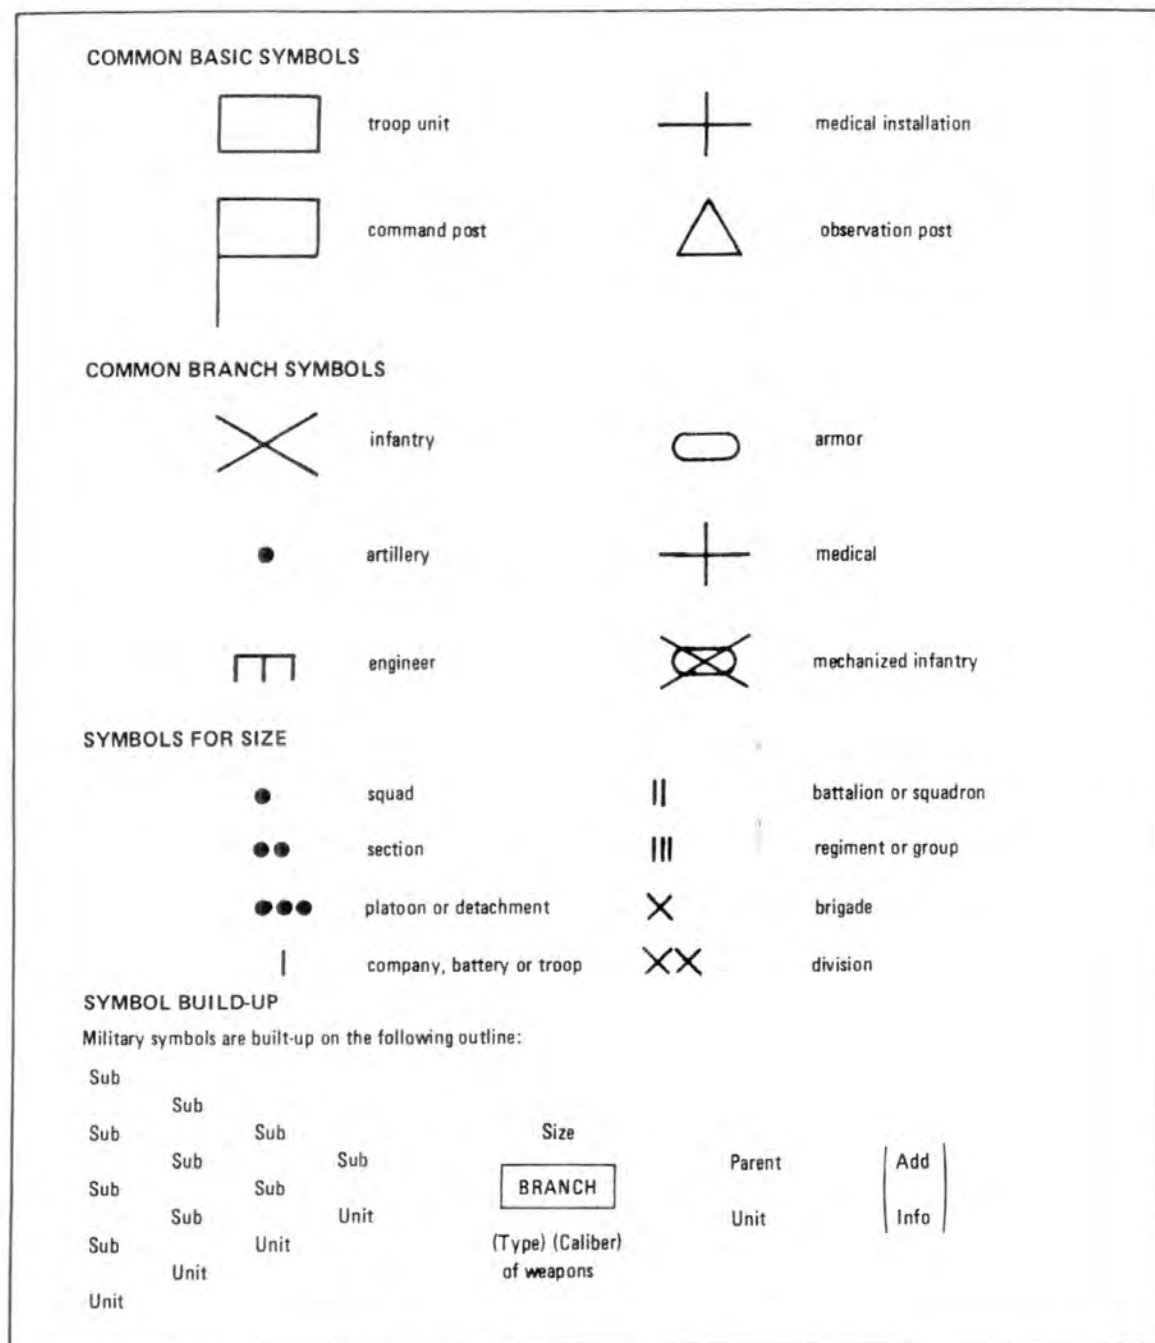 COMMON BASIC SYMBOLS
troop unit
medical installation
command post
observation post
COMMON BRANCH SYMBOLS
infantry
armor
artillery
medical
engineer
mechanized infantry
SYMBOLS FOR SIZE
squad
battalion or squadron
section
regiment or group
platoon or detachment
brigade
company, battery or troop
division
SYMBOL BUILD-UP
Military symbols are built-up on the following outline:
Sub
Sub
Sub Sub Size
Sub Sub Parent Add
Sub Sub BRANCH
Sub Unit Unit Info
Sub Unit (Type) (Caliber)
Unit of weapons
Unit